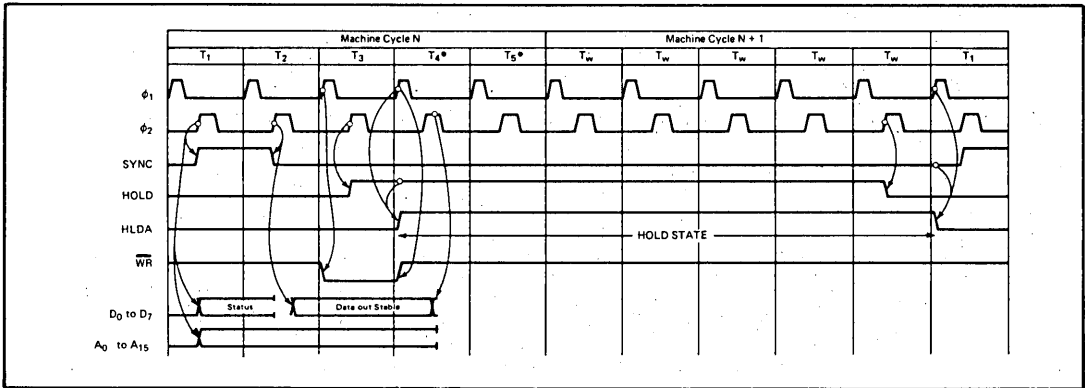 Machine Cycle N
Machine Cycle N + 1
T1 T2 T3 T4* T5* Tw Tw Tw Tw Tw T1
φ1
φ2
SYNC
HOLD
HLDA
HOLD STATE
WR
Status
Data out Stable
D0 to D7
A0 to A15